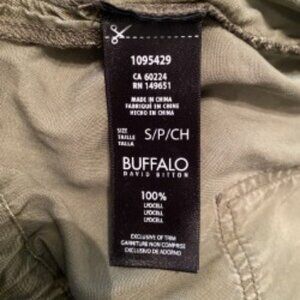 1095429
CA 60224
RN 149651
MADE IN CHINA
FABRIQUÉ EN CHINE
HECHO EN CHINA
SIZE
TAILLE
TALLA
S/P/CH
BUFFALO
DAVID BITTON
100%
LYOCELL
LYOCELL
LYOCELL
EXCLUSIVE OF TRIM
GARNITURE NON COMPRISE
EXCLUSIVO DE ADORNO